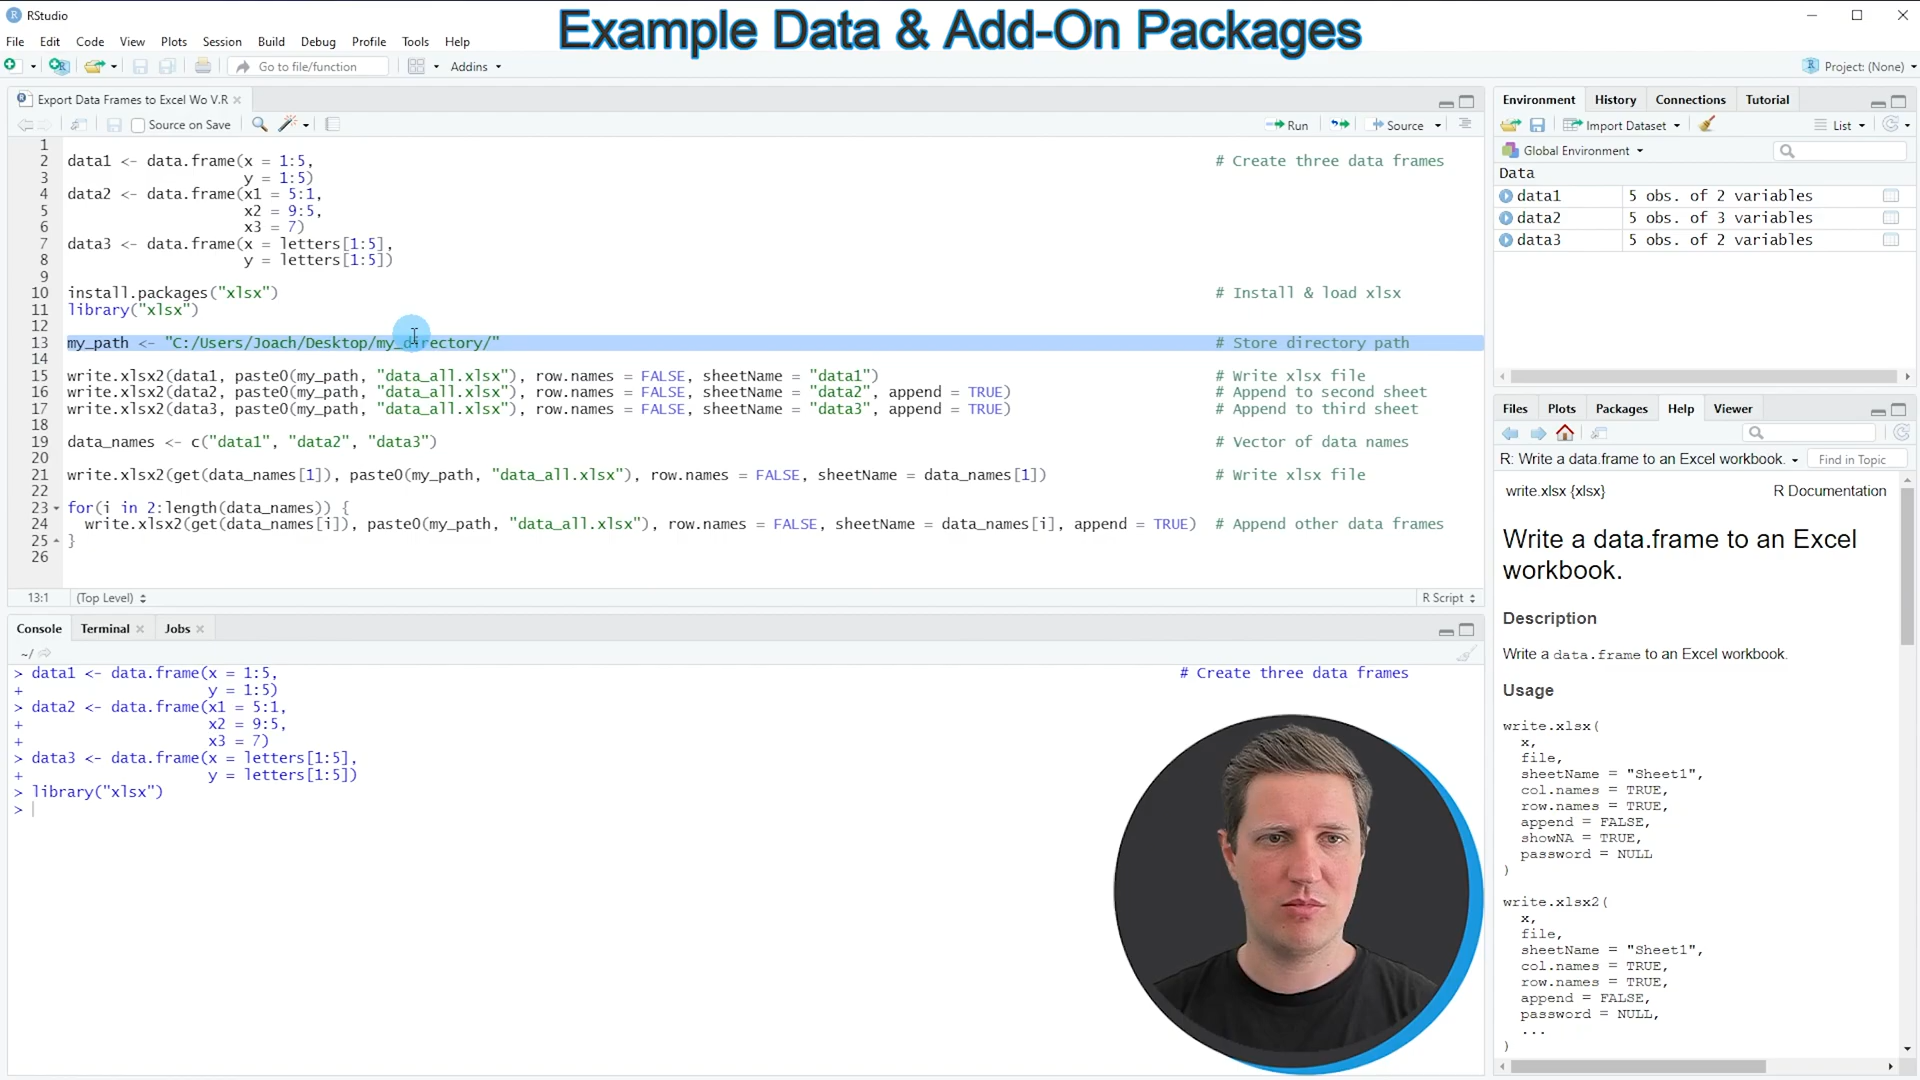 RStudio
Example Data & Add-On Packages
File Edit Code View Plots Session Build Debug Profile Tools Help
Go to file/function Addins Project: (None)
Export Data Frames to Excel Wo V.R
Source on Save Run Source
1
2 data1 <- data.frame(x = 1:5, # Create three data frames
3 y = 1:5)
4 data2 <- data.frame(x1 = 5:1,
5 x2 = 9:5,
6 x3 = 7)
7 data3 <- data.frame(x = letters[1:5],
8 y = letters[1:5])
9
10 install.packages("xlsx") # Install & load xlsx
11 library("xlsx")
12
13 my_path <- "C:/Users/Joach/Desktop/my_directory/" # Store directory path
14
15 write.xlsx2(data1, paste0(my_path, "data_all.xlsx"), row.names = FALSE, sheetName = "data1") # Write xlsx file
16 write.xlsx2(data2, paste0(my_path, "data_all.xlsx"), row.names = FALSE, sheetName = "data2", append = TRUE) # Append to second sheet
17 write.xlsx2(data3, paste0(my_path, "data_all.xlsx"), row.names = FALSE, sheetName = "data3", append = TRUE) # Append to third sheet
18
19 data_names <- c("data1", "data2", "data3") # Vector of data names
20
21 write.xlsx2(get(data_names[1]), paste0(my_path, "data_all.xlsx"), row.names = FALSE, sheetName = data_names[1]) # Write xlsx file
22
23 for(i in 2:length(data_names)) {
24 write.xlsx2(get(data_names[i]), paste0(my_path, "data_all.xlsx"), row.names = FALSE, sheetName = data_names[i], append = TRUE) # Append other data frames
25 }
26
13:1 (Top Level) R Script
Console Terminal Jobs
~/
> data1 <- data.frame(x = 1:5, # Create three data frames
+ y = 1:5)
> data2 <- data.frame(x1 = 5:1,
+ x2 = 9:5,
+ x3 = 7)
> data3 <- data.frame(x = letters[1:5],
+ y = letters[1:5])
> library("xlsx")
>
Environment History Connections Tutorial
Import Dataset List
Global Environment
Data
data1 5 obs. of 2 variables
data2 5 obs. of 3 variables
data3 5 obs. of 2 variables
Files Plots Packages Help Viewer
R: Write a data.frame to an Excel workbook. Find in Topic
write.xlsx {xlsx} R Documentation
Write a data.frame to an Excel
workbook.
Description
Write a data.frame to an Excel workbook.
Usage
write.xlsx(
x,
file,
sheetName = "Sheet1",
col.names = TRUE,
row.names = TRUE,
append = FALSE,
showNA = TRUE,
password = NULL
)
write.xlsx2(
x,
file,
sheetName = "Sheet1",
col.names = TRUE,
row.names = TRUE,
append = FALSE,
password = NULL,
...
)